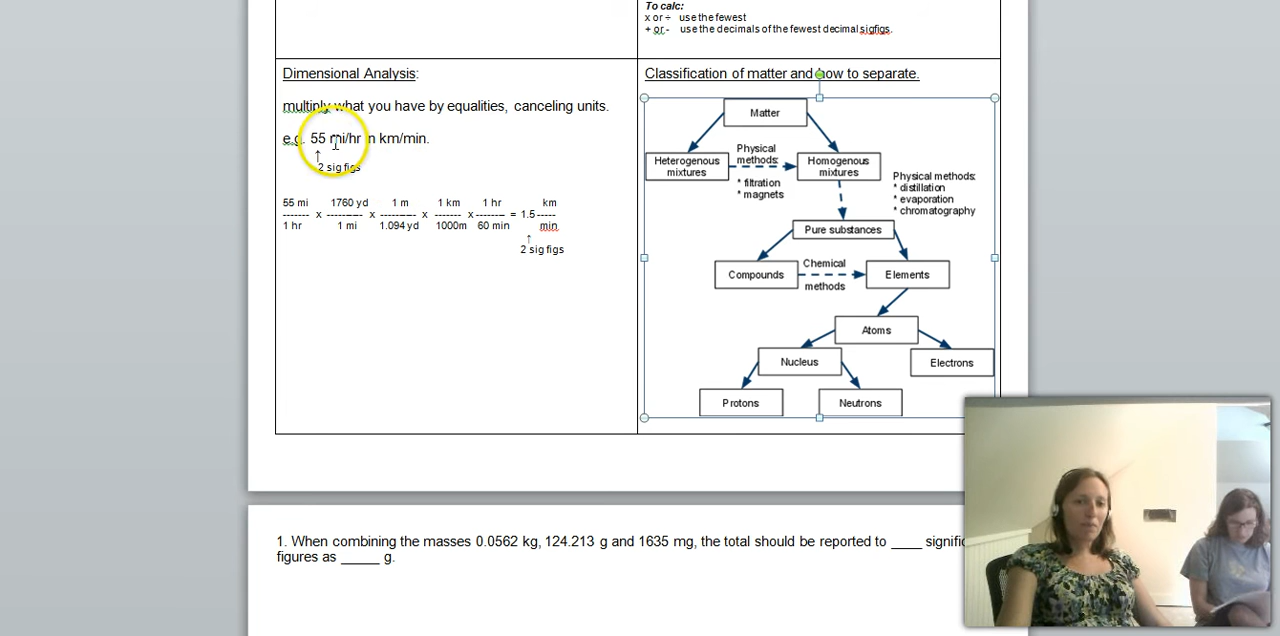 To calc:
x or ÷ use the fewest
+ or - use the decimals of the fewest decimal sigfigs.
Dimensional Analysis:
multiply what you have by equalities, canceling units.
e.g. 55 mi/hr in km/min.
↑
2 sig figs
55 mi 1760 yd 1 m 1 km 1 hr km
------- x --------- x --------- x ------- x -------- = 1.5 -----
1 hr 1 mi 1.094 yd 1000m 60 min min
↑
2 sig figs
Classification of matter and how to separate.
Matter
Heterogenous mixtures
Physical methods:
* filtration
* magnets
Homogenous mixtures
Physical methods:
* distillation
* evaporation
* chromatography
Pure substances
Compounds
Chemical methods
Elements
Atoms
Nucleus
Electrons
Protons
Neutrons
1. When combining the masses 0.0562 kg, 124.213 g and 1635 mg, the total should be reported to ____
figures as _____ g.